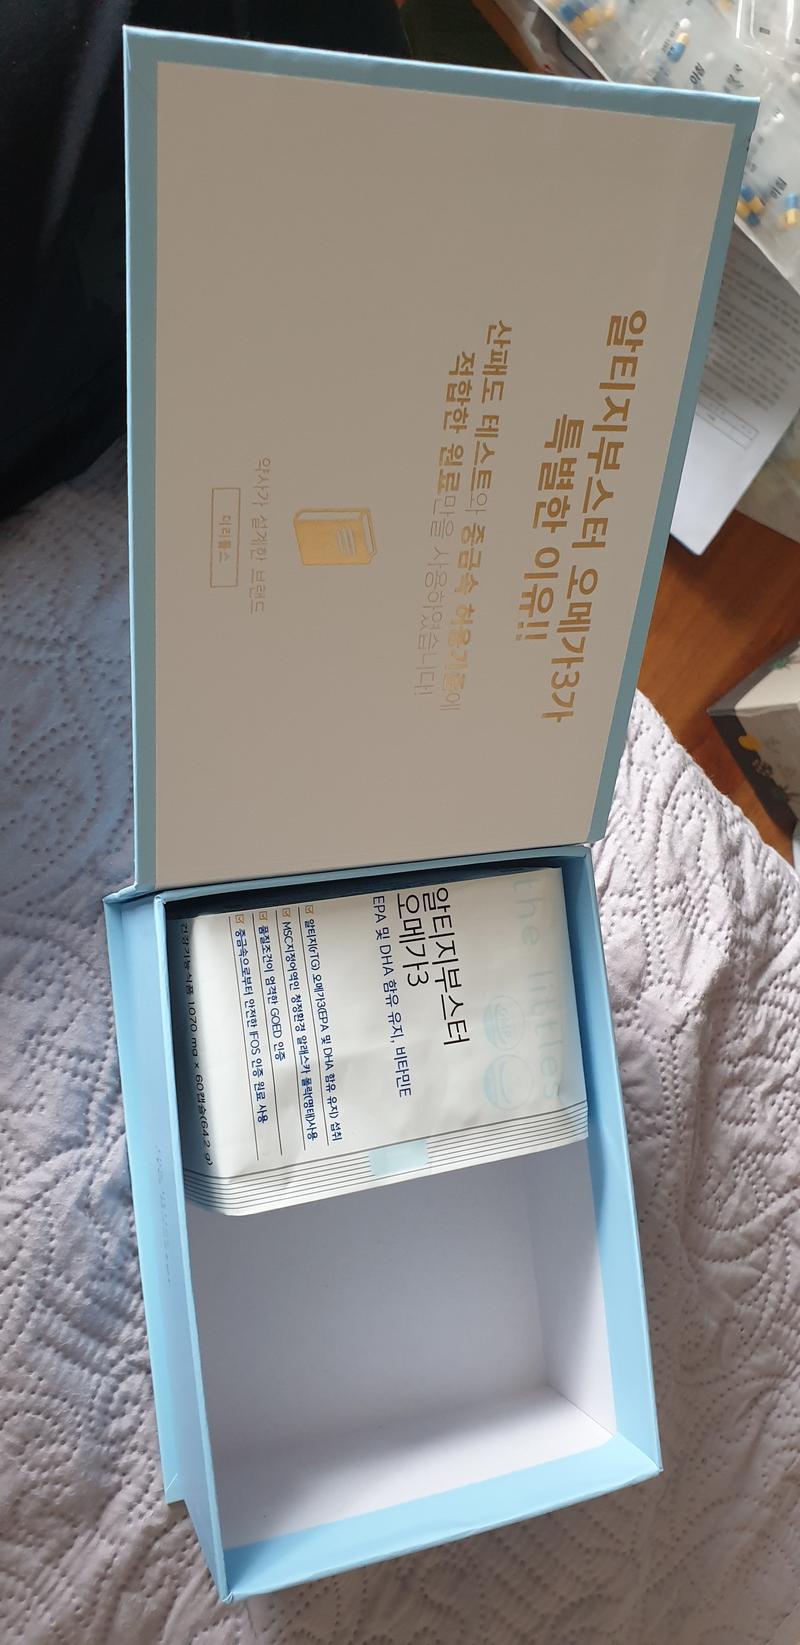 알티지부스터 오메가3가
특별한 이유!!
산패도 테스트와 중금속 허용기준에
적합한 원료만을 사용하였습니다!
약사가 설계한 브랜드
더리틀스
the littles
알티지부스터
오메가3
EPA 및 DHA 함유 유지, 비타민E
알티지(rTG) 오메가3(EPA 및 DHA 함유 유지) 섭취
MSC지정어역인 청정환경 알래스카 폴락(명태)사용
품질조건이 엄격한 GOED 인증
중금속으로부터 안전한 IFOS 인증 원료 사용
건강기능식품 1070 mg x 60캡슐(64.2 g)